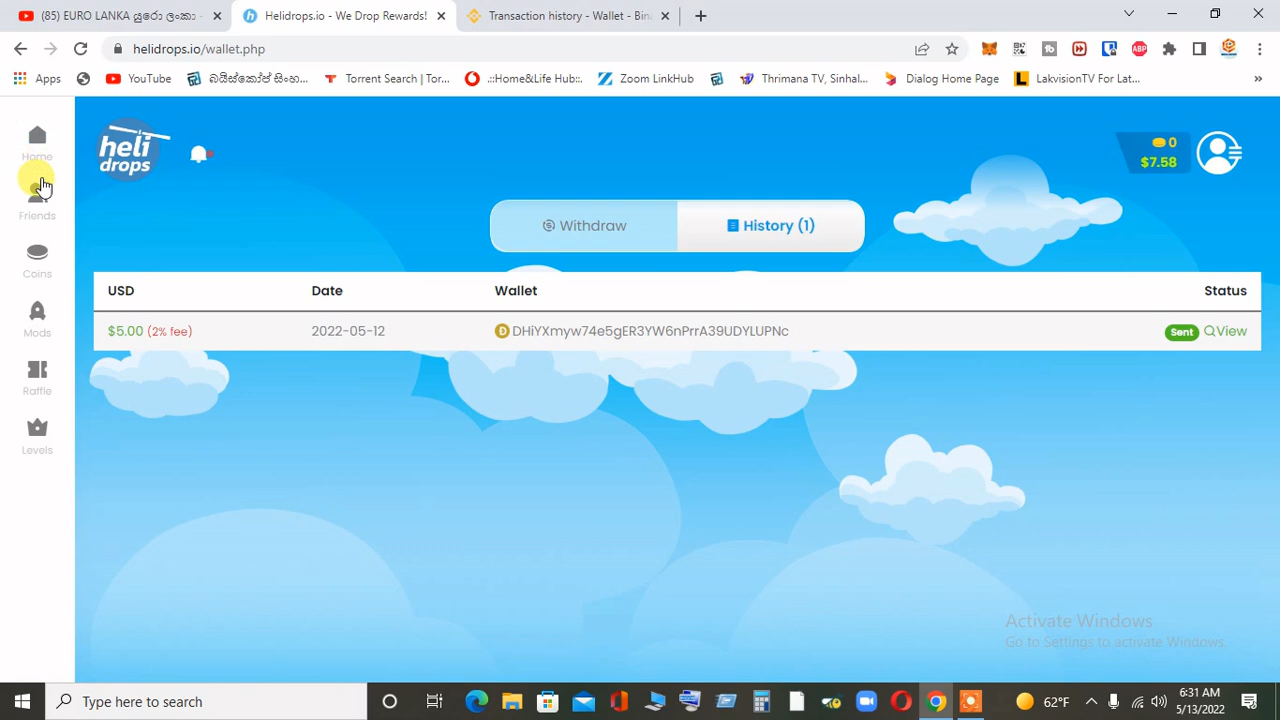 (85) EURO LANKA යුරෝ ලංකා -
Helidrops.io - We Drop Rewards!
Transaction history - Wallet - Bin
helidrops.io/wallet.php
Apps
YouTube
බයිස්කෝප් සිංහ...
Torrent Search | Tor...
.::Home&Life Hub::.
Zoom LinkHub
Thrimana TV, Sinhal...
Dialog Home Page
LakvisionTV For Lat...
»
heli
drops
0
$7.58
Home
Friends
Coins
Mods
Raffle
Levels
Withdraw
History (1)
USD Date Wallet Status
$5.00 (2% fee) 2022-05-12 DHiYXmyw74e5gER3YW6nPrrA39UDYLUPNc Sent View
Activate Windows
Go to Settings to activate Windows.
Type here to search
62°F
6:31 AM
5/13/2022